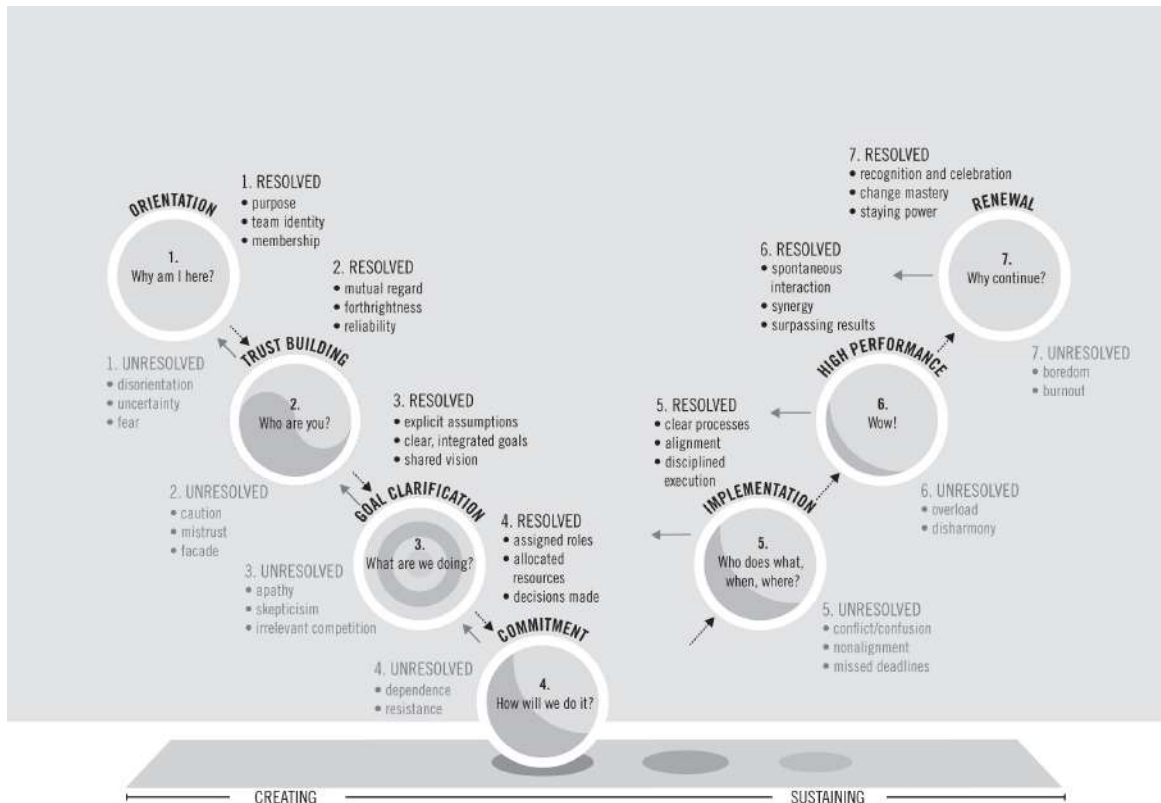 ORIENTATION
1.
Why am I here?
1. RESOLVED
• purpose
• team identity
• membership
1. UNRESOLVED
• disorientation
• uncertainty
• fear
TRUST BUILDING
2.
Who are you?
2. RESOLVED
• mutual regard
• forthrightness
• reliability
2. UNRESOLVED
• caution
• mistrust
• facade
GOAL CLARIFICATION
3.
What are we doing?
3. RESOLVED
• explicit assumptions
• clear, integrated goals
• shared vision
3. UNRESOLVED
• apathy
• skepticisim
• irrelevant competition
COMMITMENT
4.
How will we do it?
4. RESOLVED
• assigned roles
• allocated
resources
• decisions made
4. UNRESOLVED
• dependence
• resistance
IMPLEMENTATION
5.
Who does what,
when, where?
5. RESOLVED
• clear processes
• alignment
• disciplined
execution
5. UNRESOLVED
• conflict/confusion
• nonalignment
• missed deadlines
HIGH PERFORMANCE
6.
Wow!
6. RESOLVED
• spontaneous
interaction
• synergy
• surpassing results
6. UNRESOLVED
• overload
• disharmony
RENEWAL
7.
Why continue?
7. RESOLVED
• recognition and celebration
• change mastery
• staying power
7. UNRESOLVED
• boredom
• burnout
CREATING
SUSTAINING